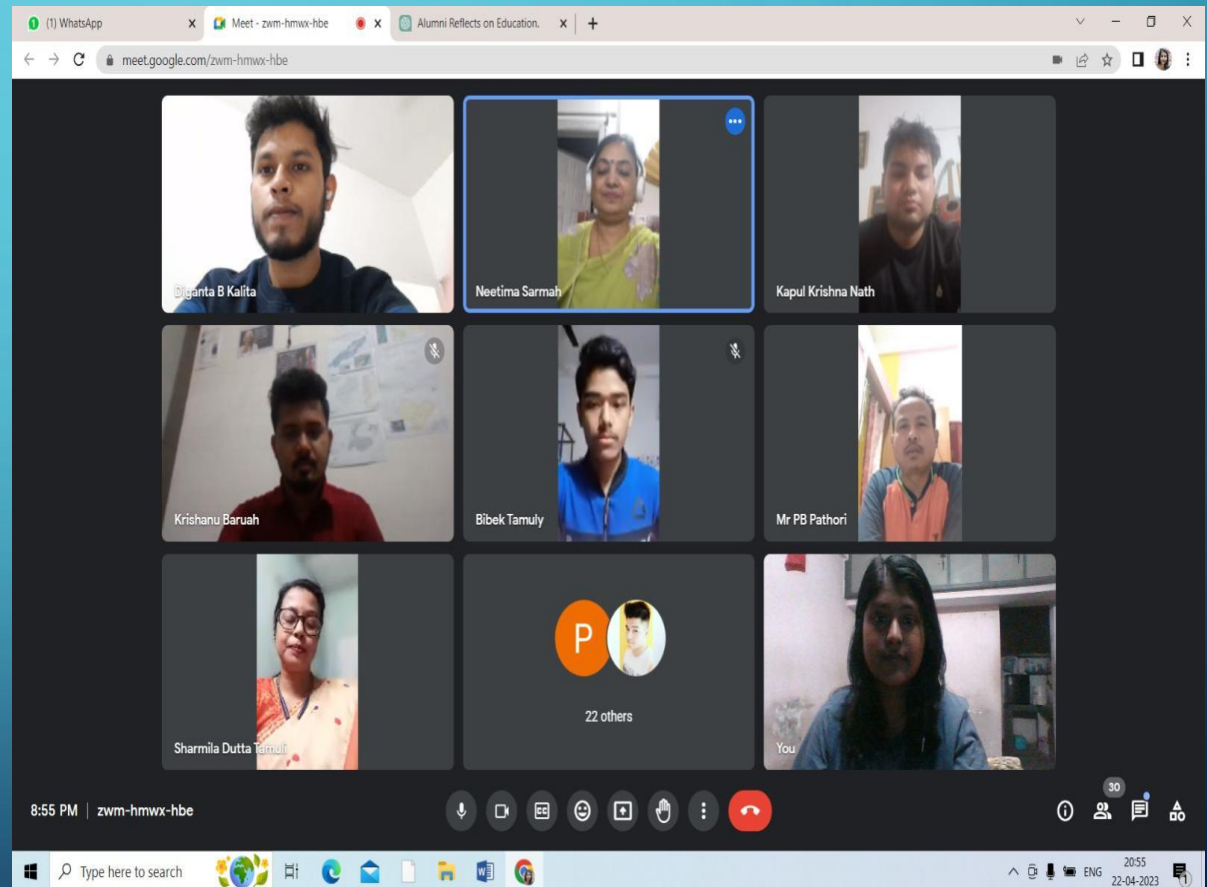 (1) WhatsApp
Meet - zwm-hmwx-hbe
Alumni Reflects on Education.
meet.google.com/zwm-hmwx-hbe
Diganta B Kalita
Neetima Sarmah
Kapul Krishna Nath
Krishanu Baruah
Bibek Tamuly
Mr PB Pathori
Sharmila Dutta Tamuli
P
22 others
You
8:55 PM | zwm-hmwx-hbe
CC
30
Type here to search
ENG
20:55
22-04-2023
1